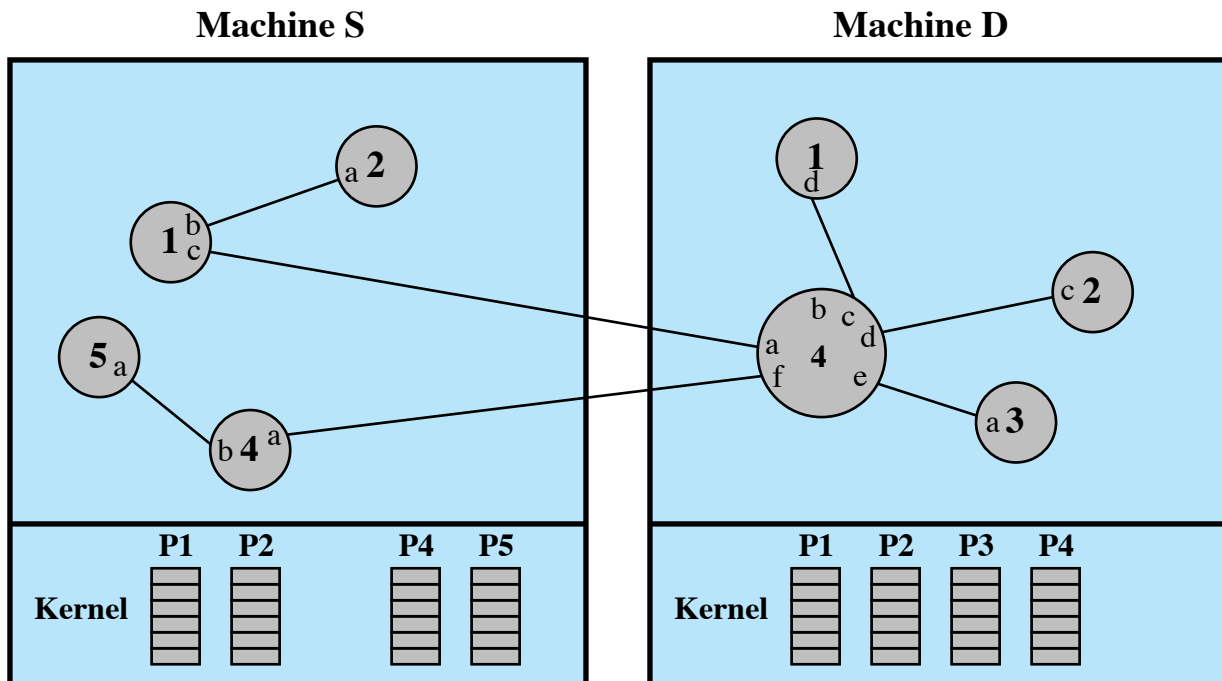 Machine S
Machine D
a 2
1 b
c
5 a
b 4 a
1
d
c 2
b c
a 4 d
f e
a 3
P1 P2 P4 P5
Kernel
P1 P2 P3 P4
Kernel